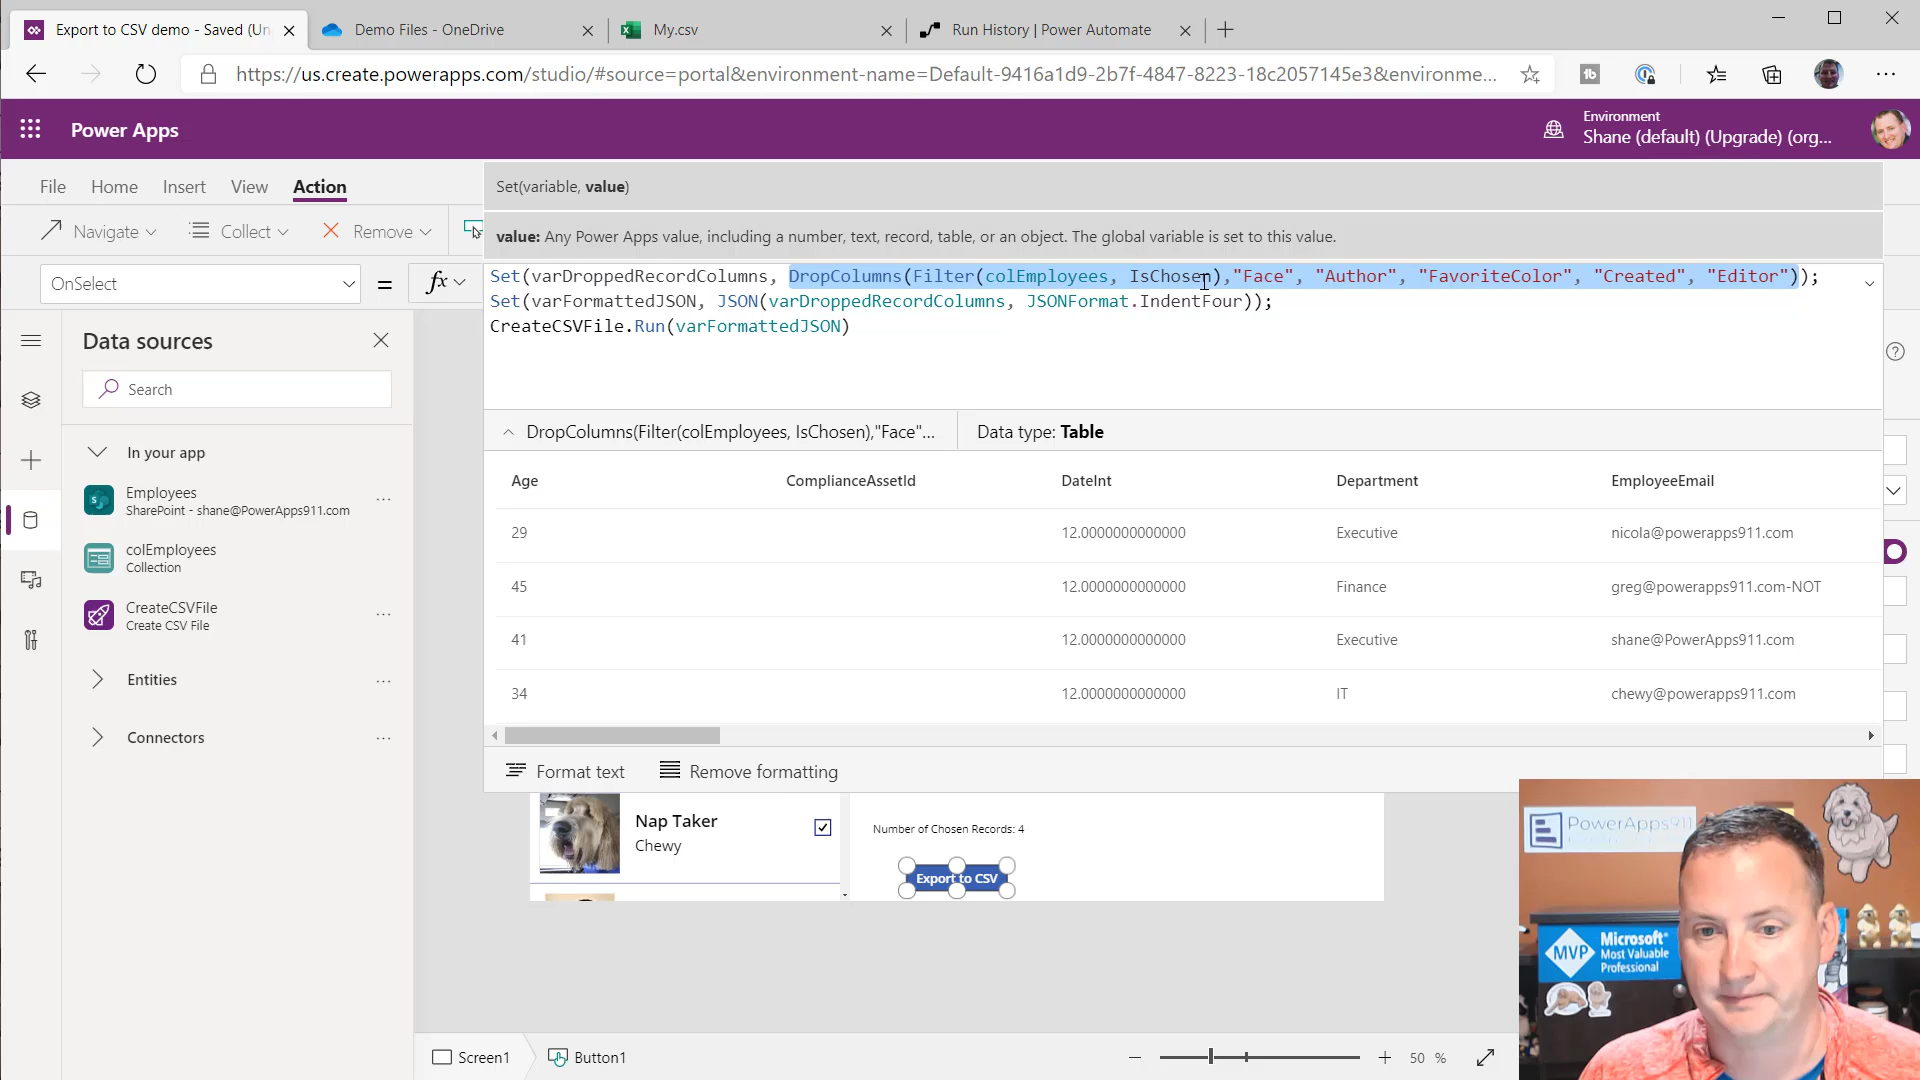 Export to CSV demo - Saved (Un
Demo Files - OneDrive
My.csv
Run History | Power Automate
https://us.create.powerapps.com/studio/#source=portal&environment-name=Default-9416a1d9-2b7f-4847-8223-18c2057145e3&environme...
Power Apps
Environment
Shane (default) (Upgrade) (org...
File
Home
Insert
View
Action
Set(variable, value)
Navigate
Collect
Remove
value: Any Power Apps value, including a number, text, record, table, or an object. The global variable is set to this value.
OnSelect
=
fx
Set(varDroppedRecordColumns, DropColumns(Filter(colEmployees, IsChosen),"Face", "Author", "FavoriteColor", "Created", "Editor"));
Set(varFormattedJSON, JSON(varDroppedRecordColumns, JSONFormat.IndentFour));
CreateCSVFile.Run(varFormattedJSON)
Data sources
Search
In your app
Employees
SharePoint - shane@PowerApps911.com
colEmployees
Collection
CreateCSVFile
Create CSV File
Entities
Connectors
DropColumns(Filter(colEmployees, IsChosen),"Face"...
Data type: Table
Age
ComplianceAssetId
DateInt
Department
EmployeeEmail
29
12.0000000000000
Executive
nicola@powerapps911.com
45
12.0000000000000
Finance
greg@powerapps911.com-NOT
41
12.0000000000000
Executive
shane@PowerApps911.com
34
12.0000000000000
IT
chewy@powerapps911.com
Format text
Remove formatting
Nap Taker
Chewy
Number of Chosen Records: 4
Export to CSV
PowerApps911
MVP
Microsoft®
Most Valuable
Professional
Screen1
Button1
50 %